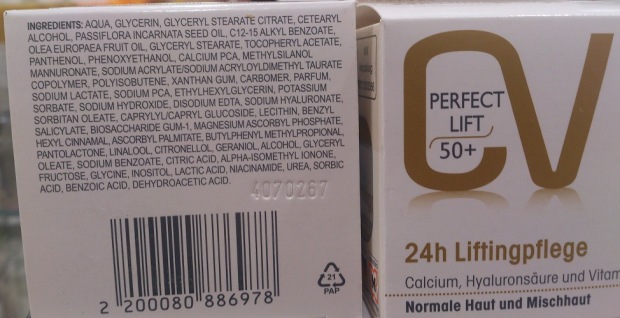 INGREDIENTS: AQUA, GLYCERIN, GLYCERYL STEARATE CITRATE, CETEARYL
ALCOHOL, PASSIFLORA INCARNATA SEED OIL, C12-15 ALKYL BENZOATE,
OLEA EUROPAEA FRUIT OIL, GLYCERYL STEARATE, TOCOPHERYL ACETATE,
PANTHENOL, PHENOXYETHANOL, CALCIUM PCA, METHYLSILANOL
MANNURONATE, SODIUM ACRYLATE/SODIUM ACRYLOYLDIMETHYL TAURATE
COPOLYMER, POLYISOBUTENE, XANTHAN GUM, CARBOMER, PARFUM,
SODIUM LACTATE, SODIUM PCA, ETHYLHEXYLGLYCERIN, POTASSIUM
SORBATE, SODIUM HYDROXIDE, DISODIUM EDTA, SODIUM HYALURONATE,
SORBITAN OLEATE, CAPRYLYL/CAPRYL GLUCOSIDE, LECITHIN, BENZYL
SALICYLATE, BIOSACCHARIDE GUM-1, MAGNESIUM ASCORBYL PHOSPHATE,
HEXYL CINNAMAL, ASCORBYL PALMITATE, BUTYLPHENYL METHYLPROPIONAL,
PANTOLACTONE, LINALOOL, CITRONELLOL, GERANIOL, ALCOHOL, GLYCERYL
OLEATE, SODIUM BENZOATE, CITRIC ACID, ALPHA-ISOMETHYL IONONE,
FRUCTOSE, GLYCINE, INOSITOL, LACTIC ACID, NIACINAMIDE, UREA, SORBIC
ACID, BENZOIC ACID, DEHYDROACETIC ACID.
4070267
2 200080 886978
21
PAP
CV
PERFECT
LIFT
50+
24h Liftingpflege
Calcium, Hyaluronsäure und Vitam
Normale Haut und Mischhaut